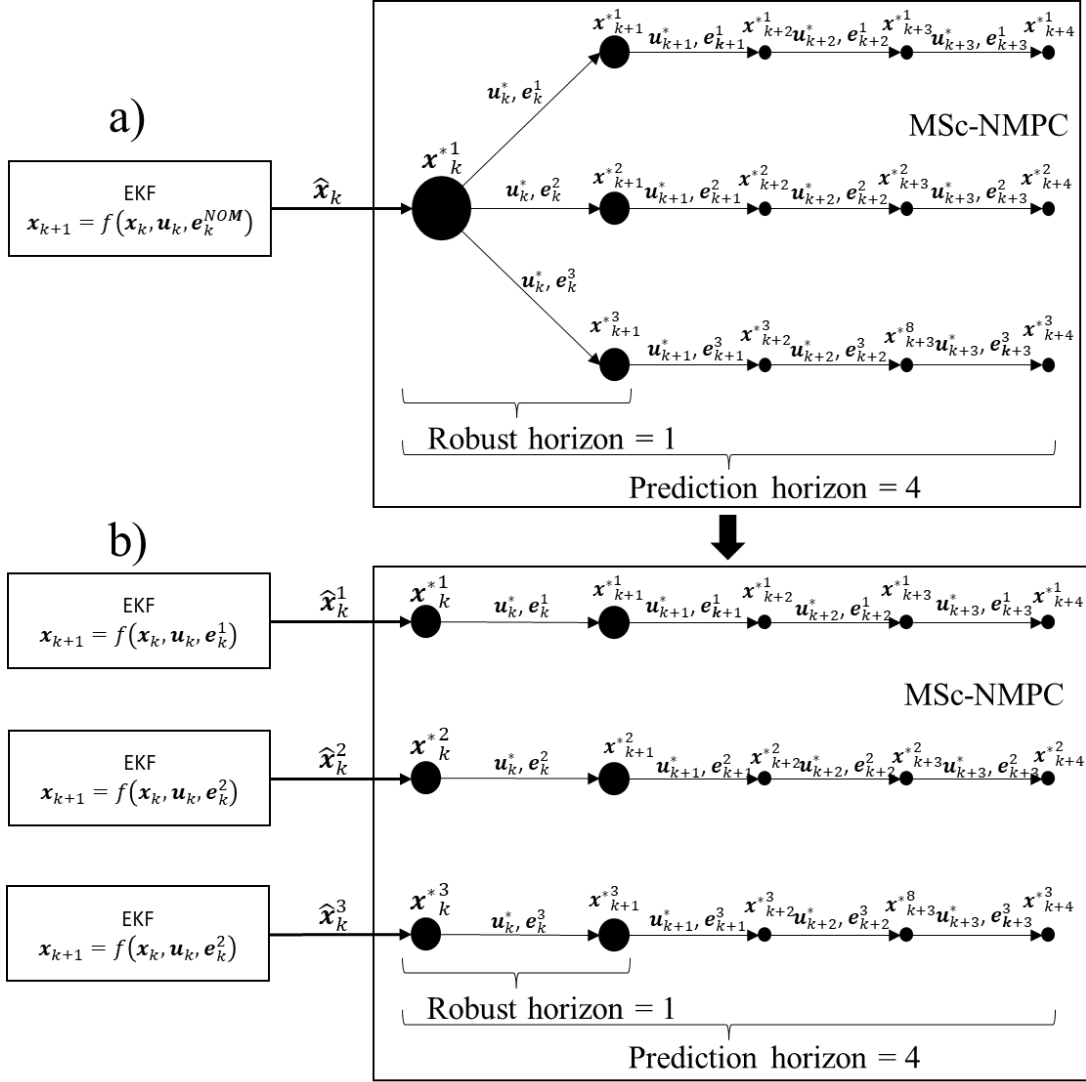 a)
EKF
𝒙ₖ₊₁ = f(𝒙ₖ, 𝒖ₖ, 𝒆ₖᴺᴼᴹ)
x̂_k
MSc-NMPC
x*^1_k
u*_k, e^1_k
x*^1_{k+1}
u*_{k+1}, e^1_{k+1}
x*^1_{k+2}
u*_{k+2}, e^1_{k+2}
x*^1_{k+3}
u*_{k+3}, e^1_{k+3}
x*^1_{k+4}
u*_k, e^2_k
x*^2_{k+1}
u*_{k+1}, e^2_{k+1}
x*^2_{k+2}
u*_{k+2}, e^2_{k+2}
x*^2_{k+3}
u*_{k+3}, e^2_{k+3}
x*^2_{k+4}
u*_k, e^3_k
x*^3_{k+1}
u*_{k+1}, e^3_{k+1}
x*^3_{k+2}
u*_{k+2}, e^3_{k+2}
x*^8_{k+3}
u*_{k+3}, e^3_{k+3}
x*^3_{k+4}
Robust horizon = 1
Prediction horizon = 4
b)
EKF
x_{k+1} = f(x_k, u_k, e^1_k)
x̂^1_k
x*^1_k
u*_k, e^1_k
x*^1_{k+1}
u*_{k+1}, e^1_{k+1}
x*^1_{k+2}
u*_{k+2}, e^1_{k+2}
x*^1_{k+3}
u*_{k+3}, e^1_{k+3}
x*^1_{k+4}
MSc-NMPC
EKF
x_{k+1} = f(x_k, u_k, e^2_k)
x̂^2_k
x*^2_k
u*_k, e^2_k
x*^2_{k+1}
u*_{k+1}, e^2_{k+1}
x*^2_{k+2}
u*_{k+2}, e^2_{k+2}
x*^2_{k+3}
u*_{k+3}, e^2_{k+3}
x*^2_{k+4}
EKF
x_{k+1} = f(x_k, u_k, e^2_k)
x̂^3_k
x*^3_k
u*_k, e^3_k
x*^3_{k+1}
u*_{k+1}, e^3_{k+1}
x*^3_{k+2}
u*_{k+2}, e^3_{k+2}
x*^8_{k+3}
u*_{k+3}, e^3_{k+3}
x*^3_{k+4}
Robust horizon = 1
Prediction horizon = 4